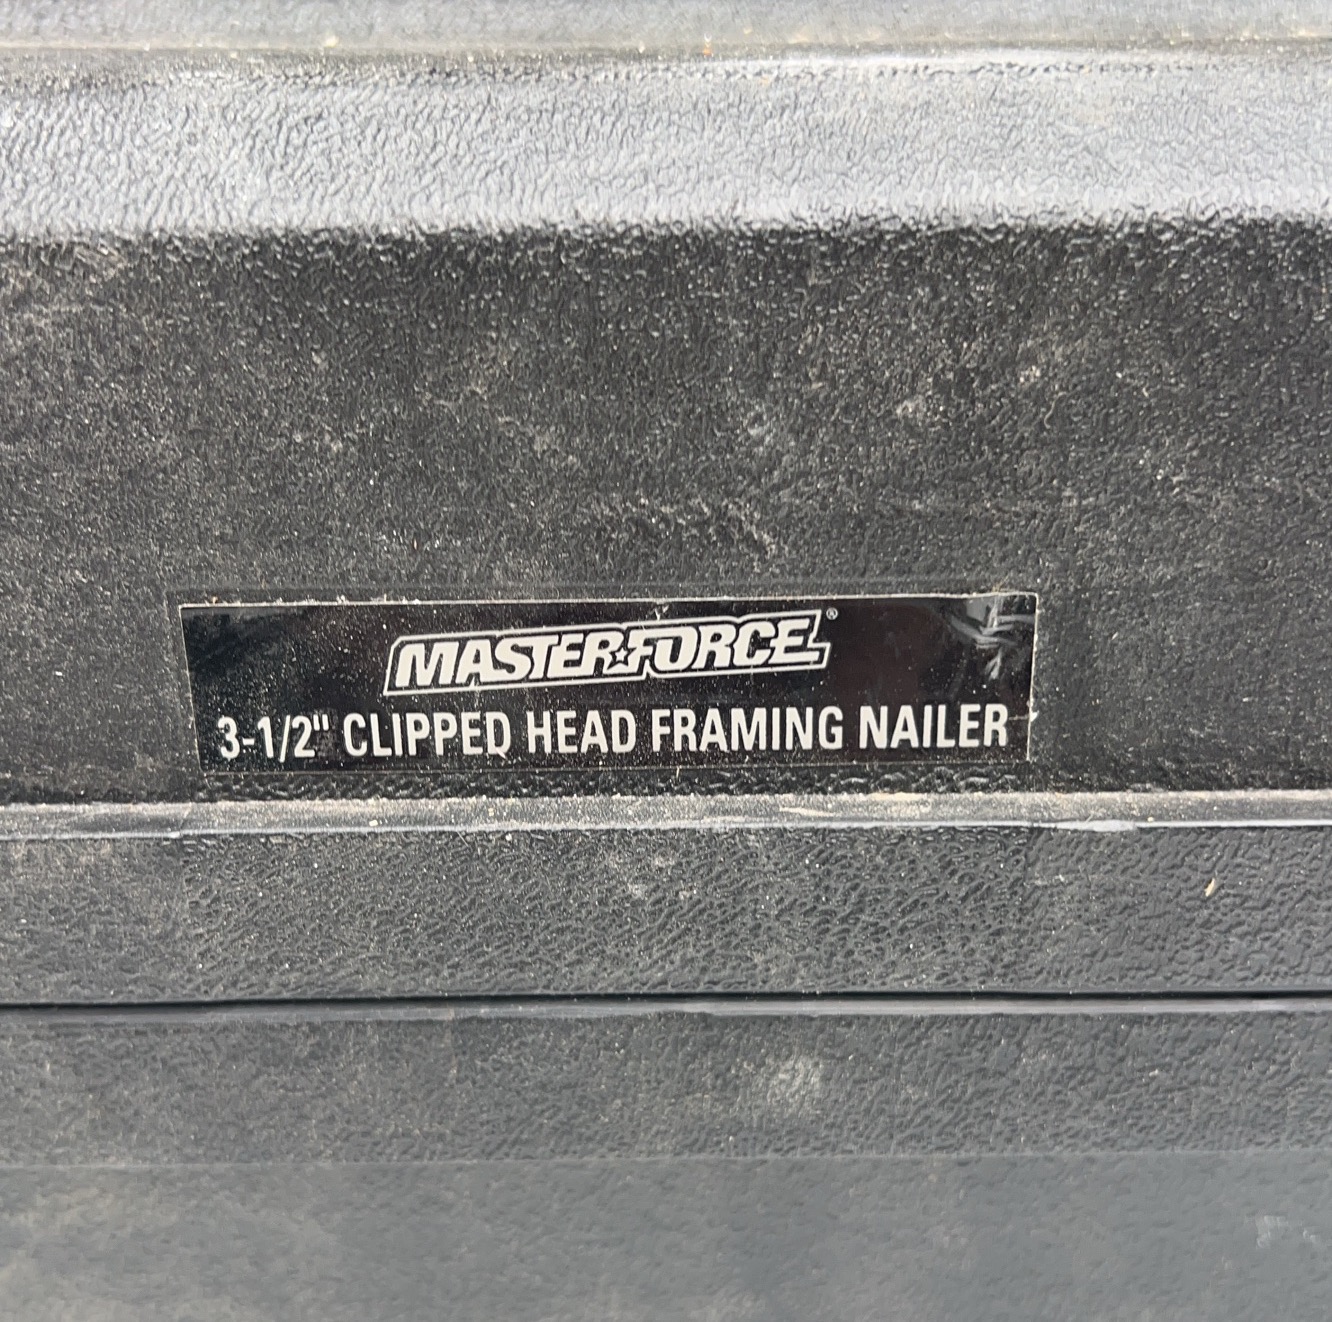 MASTERFORCE®
3-1/2" CLIPPED HEAD FRAMING NAILER